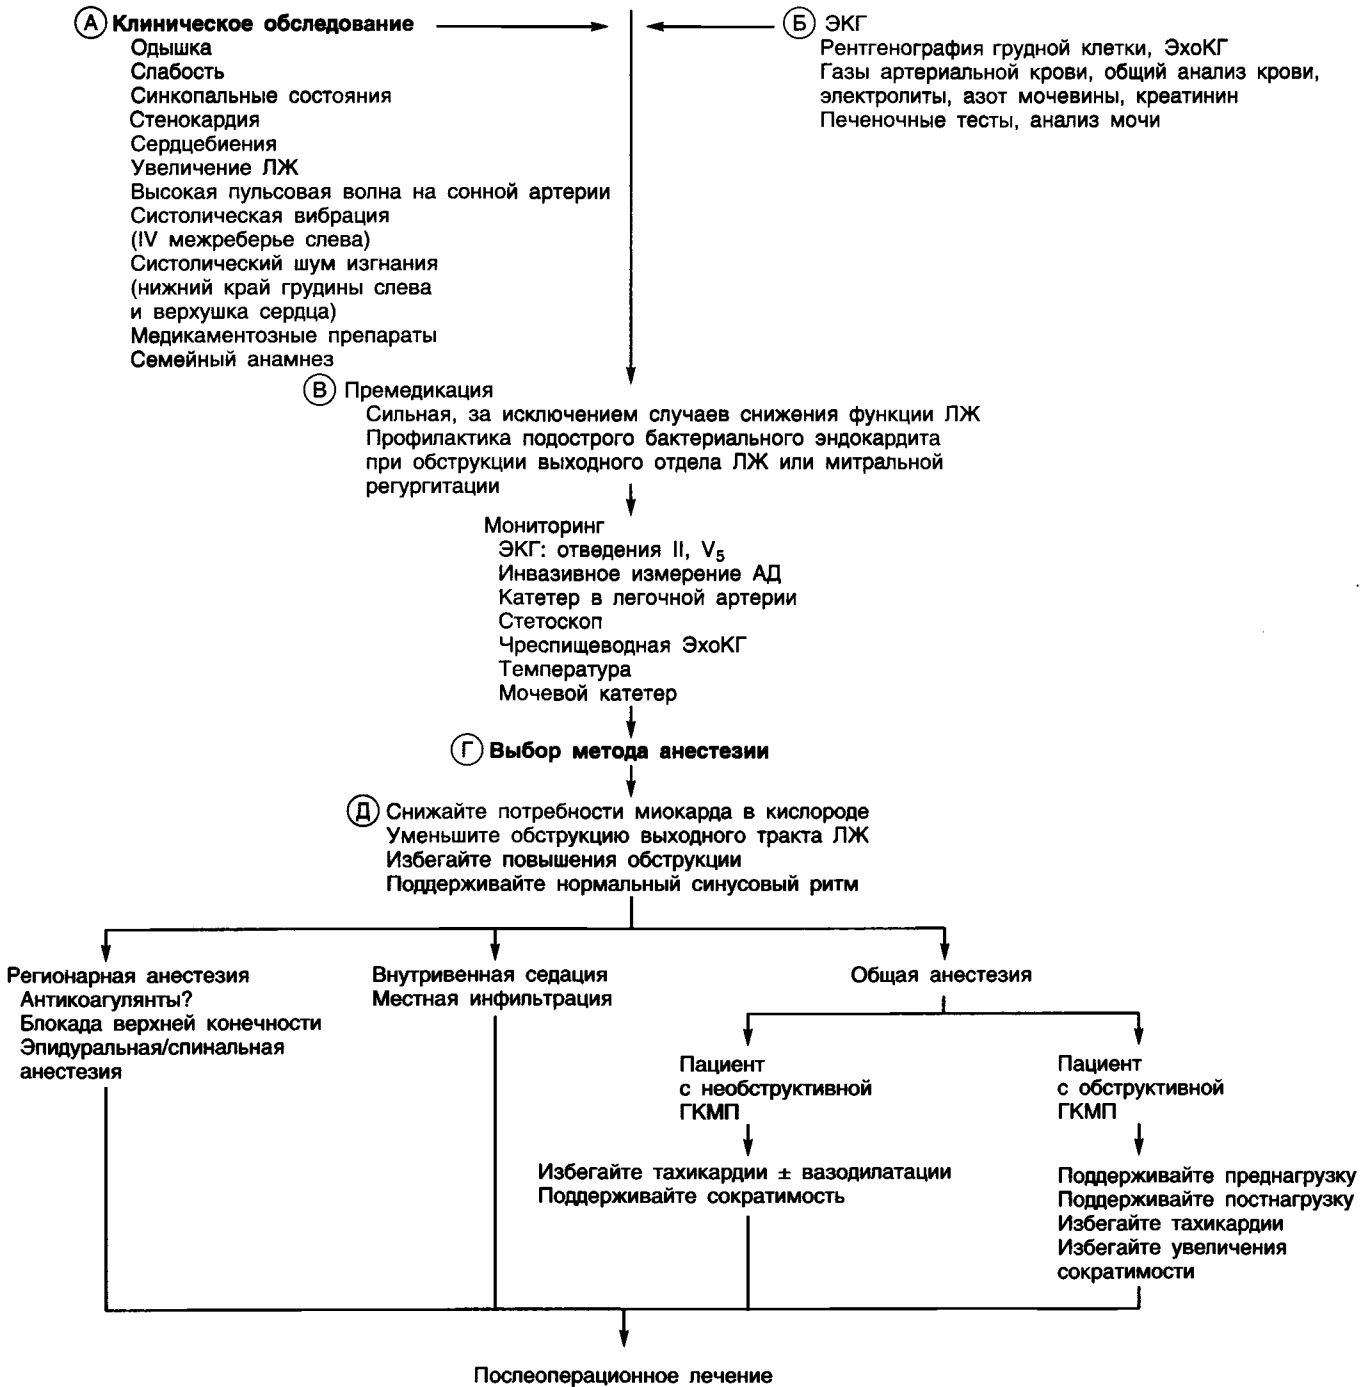 А Клиническое обследование
Одышка
Слабость
Синкопальные состояния
Стенокардия
Сердцебиения
Увеличение ЛЖ
Высокая пульсовая волна на сонной артерии
Систолическая вибрация
(IV межреберье слева)
Систолический шум изгнания
(нижний край грудины слева
и верхушка сердца)
Медикаментозные препараты
Семейный анамнез
Б ЭКГ
Рентгенография грудной клетки, ЭхоКГ
Газы артериальной крови, общий анализ крови,
электролиты, азот мочевины, креатинин
Печеночные тесты, анализ мочи
В Премедикация
Сильная, за исключением случаев снижения функции ЛЖ
Профилактика подострого бактериального эндокардита
при обструкции выходного отдела ЛЖ или митральной
регургитации
Мониторинг
ЭКГ: отведения II, V5
Инвазивное измерение АД
Катетер в легочной артерии
Стетоскоп
Чреспищеводная ЭхоКГ
Температура
Мочевой катетер
Г Выбор метода анестезии
Д Снижайте потребности миокарда в кислороде
Уменьшите обструкцию выходного тракта ЛЖ
Избегайте повышения обструкции
Поддерживайте нормальный синусовый ритм
Регионарная анестезия
Антикоагулянты?
Блокада верхней конечности
Эпидуральная/спинальная
анестезия
Внутривенная седация
Местная инфильтрация
Общая анестезия
Пациент
с необструктивной
ГКМП
Избегайте тахикардии ± вазодилатации
Поддерживайте сократимость
Пациент
с обструктивной
ГКМП
Поддерживайте преднагрузку
Поддерживайте постнагрузку
Избегайте тахикардии
Избегайте увеличения
сократимости
Послеоперационное лечение